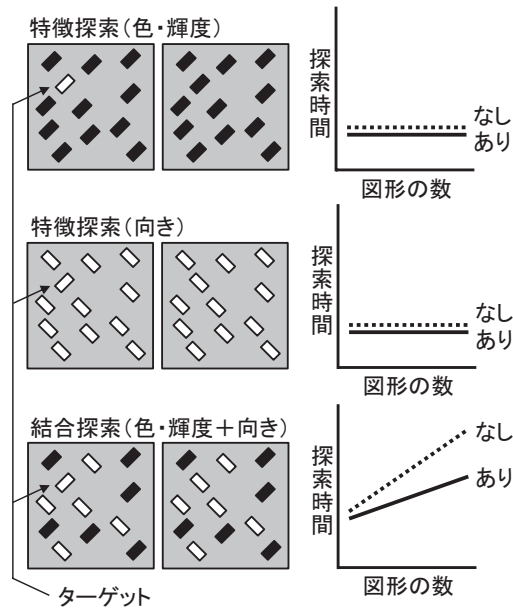 特徴探索（色・輝度）
探索時間
なし
あり
図形の数
特徴探索（向き）
探索時間
なし
あり
図形の数
結合探索（色・輝度＋向き）
探索時間
なし
あり
図形の数
ターゲット